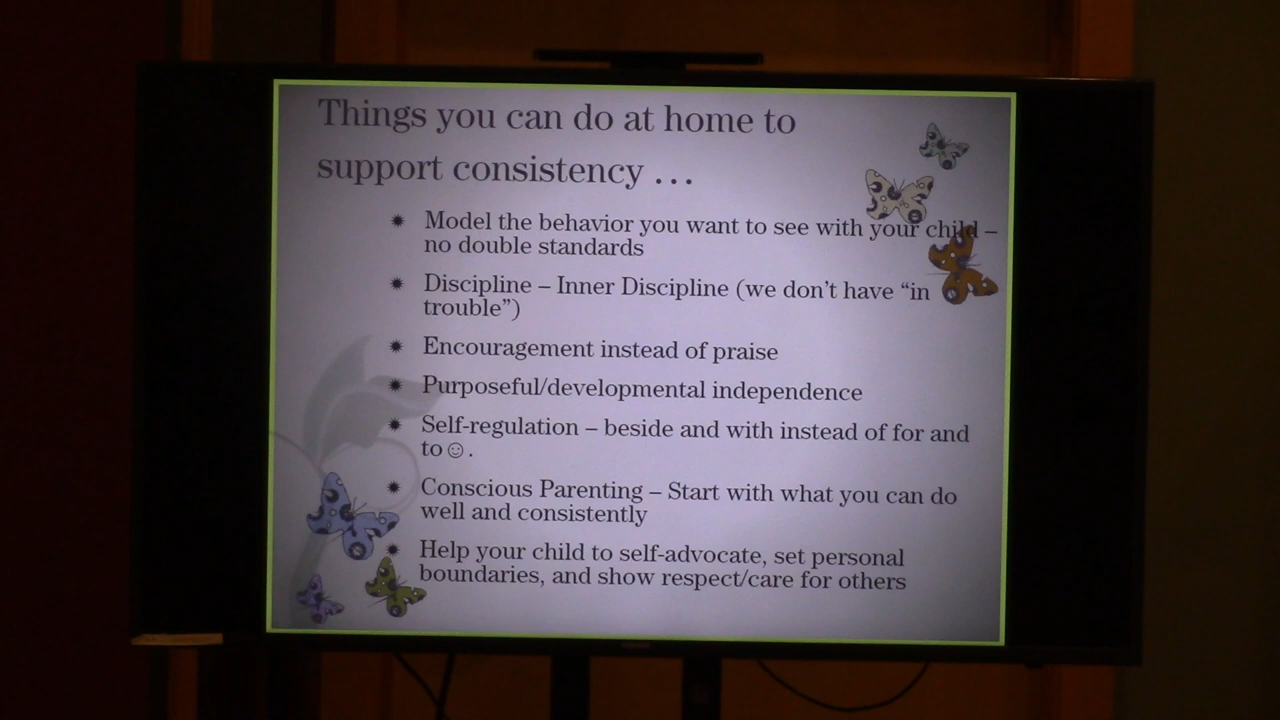 Things you can do at home to
support consistency …
Model the behavior you want to see with your child –
no double standards
Discipline – Inner Discipline (we don't have “in
trouble”)
Encouragement instead of praise
Purposeful/developmental independence
Self-regulation – beside and with instead of for and
to☺.
Conscious Parenting – Start with what you can do
well and consistently
Help your child to self-advocate, set personal
boundaries, and show respect/care for others